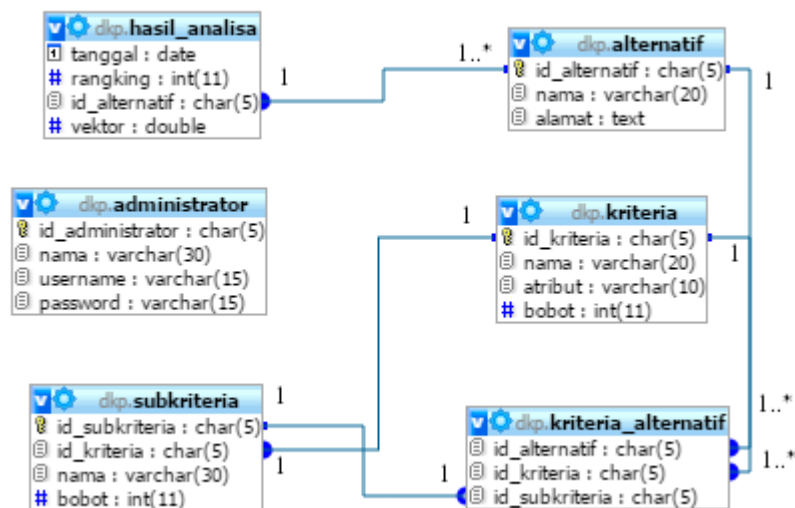 dkp.hasil_analisa
tanggal : date
rangking : int(11)
id_alternatif : char(5)
vektor : double
1
1..*
dkp.alternatif
id_alternatif : char(5)
nama : varchar(20)
alamat : text
1
dkp.administrator
id_administrator : char(5)
nama : varchar(30)
username : varchar(15)
password : varchar(15)
1
dkp.kriteria
id_kriteria : char(5)
nama : varchar(20)
atribut : varchar(10)
bobot : int(11)
1
dkp.subkriteria
id_subkriteria : char(5)
id_kriteria : char(5)
nama : varchar(30)
bobot : int(11)
1
1
1
dkp.kriteria_alternatif
id_alternatif : char(5)
id_kriteria : char(5)
id_subkriteria : char(5)
1..*
1..*